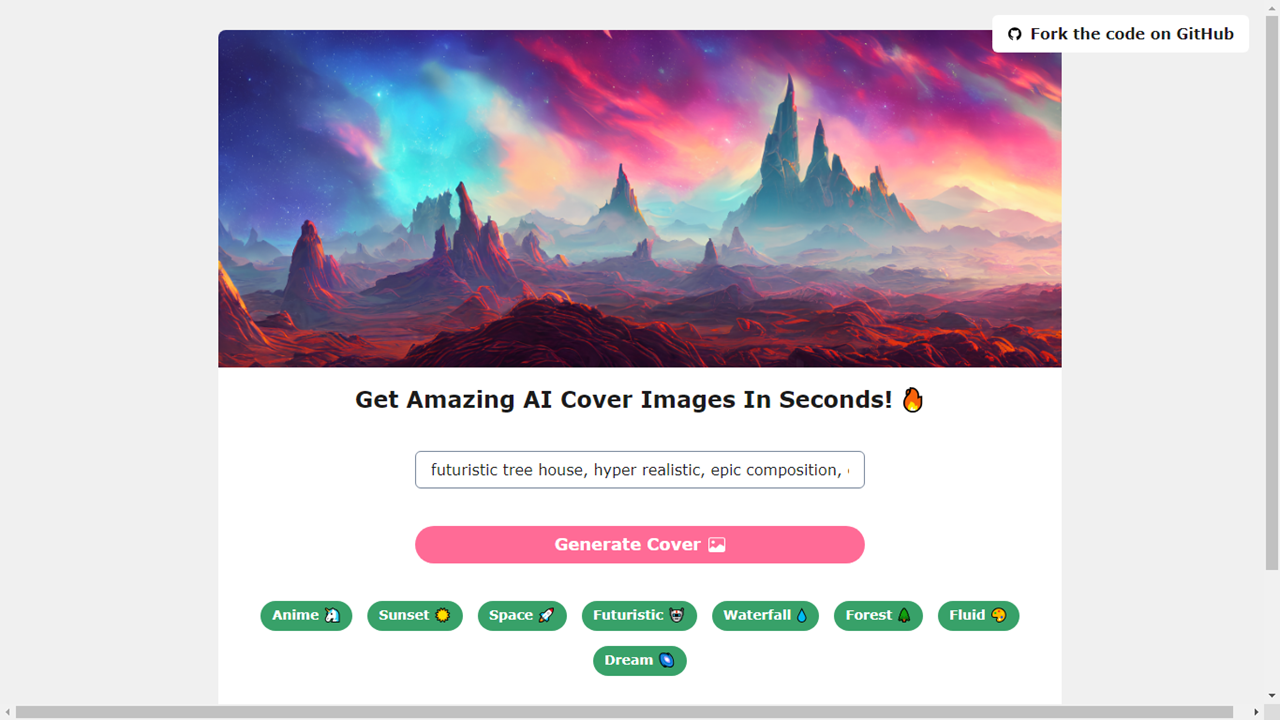 Fork the code on GitHub
Get Amazing AI Cover Images In Seconds! 🔥
futuristic tree house, hyper realistic, epic composition,
Generate Cover
Anime 🦄 Sunset 🌞 Space 🚀 Futuristic 🤖 Waterfall 💧 Forest 🌲 Fluid 🎨
Dream 🌌